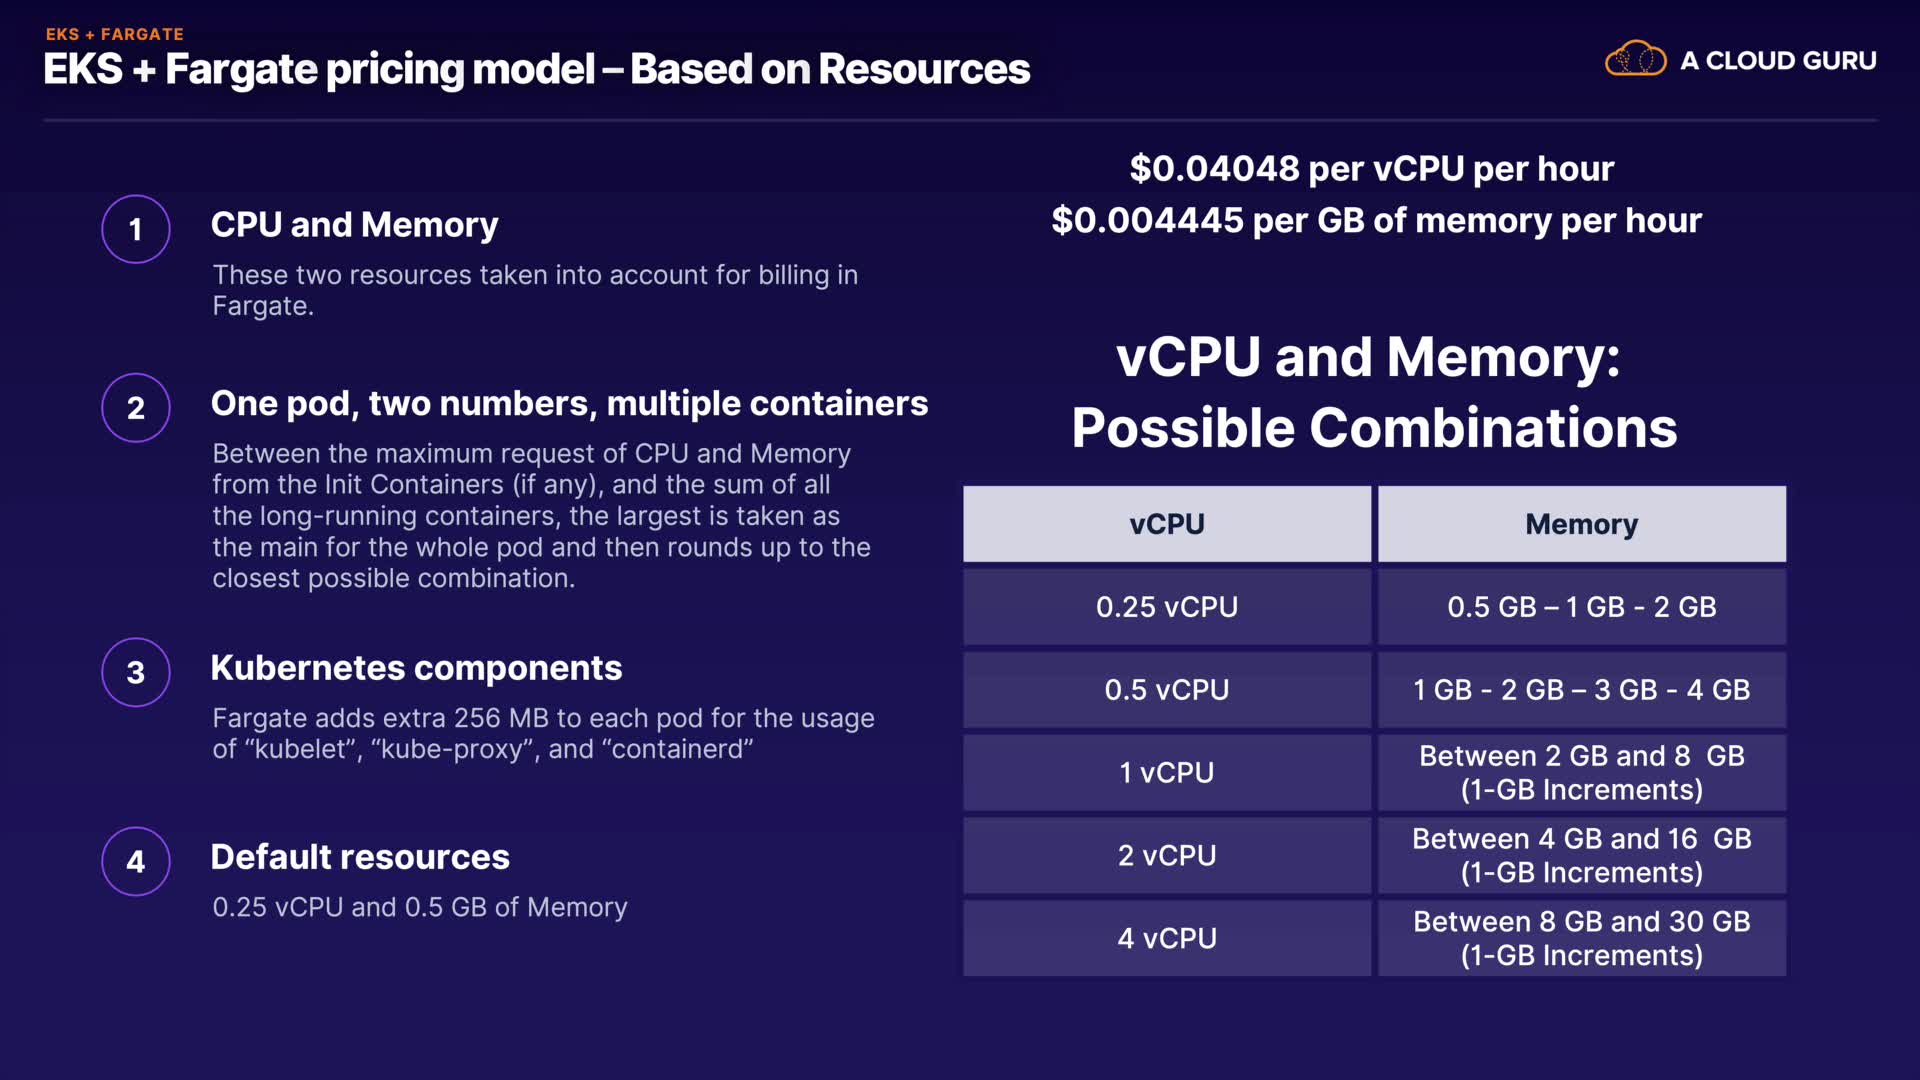 EKS + FARGATE
EKS + Fargate pricing model – Based on Resources
A CLOUD GURU
1
CPU and Memory
These two resources taken into account for billing in
Fargate.
2
One pod, two numbers, multiple containers
Between the maximum request of CPU and Memory
from the Init Containers (if any), and the sum of all
the long-running containers, the largest is taken as
the main for the whole pod and then rounds up to the
closest possible combination.
3
Kubernetes components
Fargate adds extra 256 MB to each pod for the usage
of “kubelet”, “kube-proxy”, and “containerd”
4
Default resources
0.25 vCPU and 0.5 GB of Memory
$0.04048 per vCPU per hour
$0.004445 per GB of memory per hour
vCPU and Memory:
Possible Combinations
vCPU Memory
0.25 vCPU 0.5 GB – 1 GB - 2 GB
0.5 vCPU 1 GB - 2 GB – 3 GB - 4 GB
1 vCPU Between 2 GB and 8  GB
(1-GB Increments)
2 vCPU Between 4 GB and 16  GB
(1-GB Increments)
4 vCPU Between 8 GB and 30 GB
(1-GB Increments)